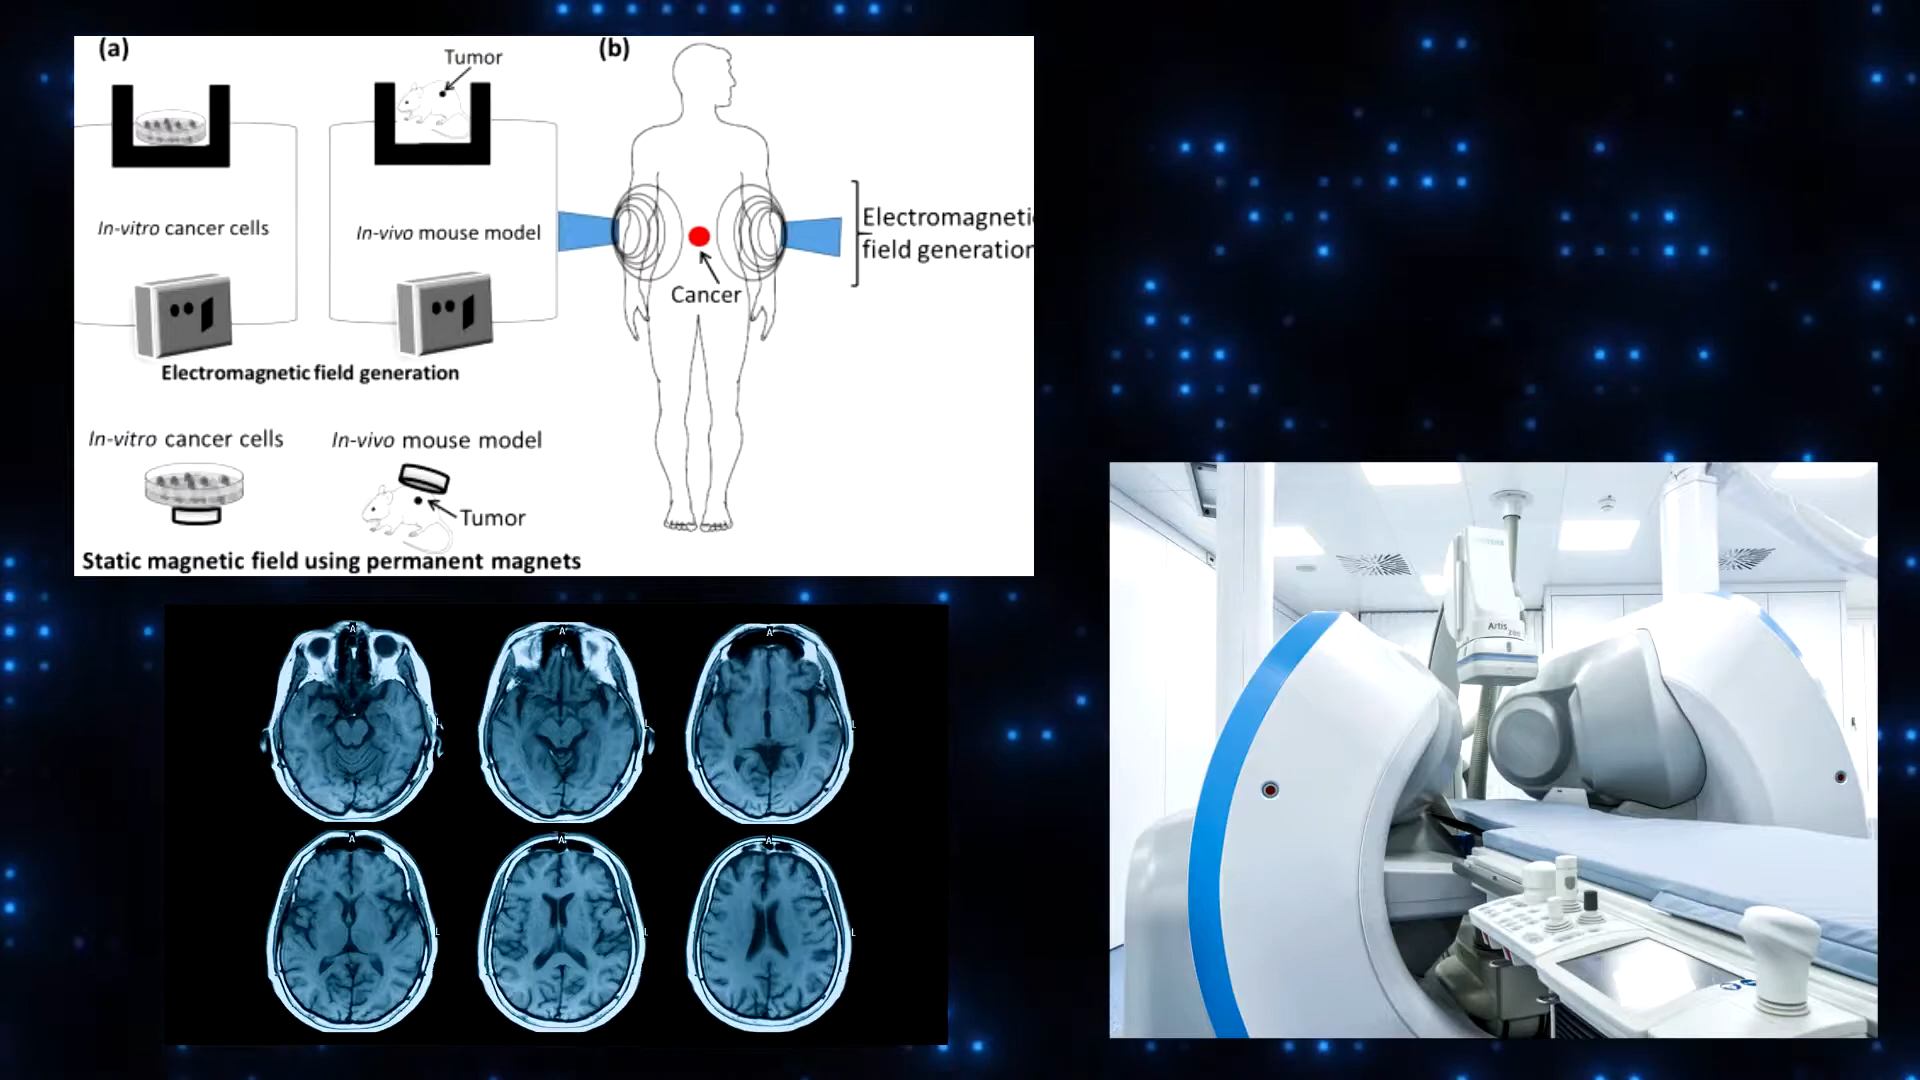 (a)
Tumor
In-vitro cancer cells
In-vivo mouse model
Electromagnetic field generation
In-vitro cancer cells
In-vivo mouse model
Tumor
Static magnetic field using permanent magnets
(b)
Electromagneti
field generation
Cancer
A
A
A
L
L
L
A
A
A
L
L
L
Artis
zee